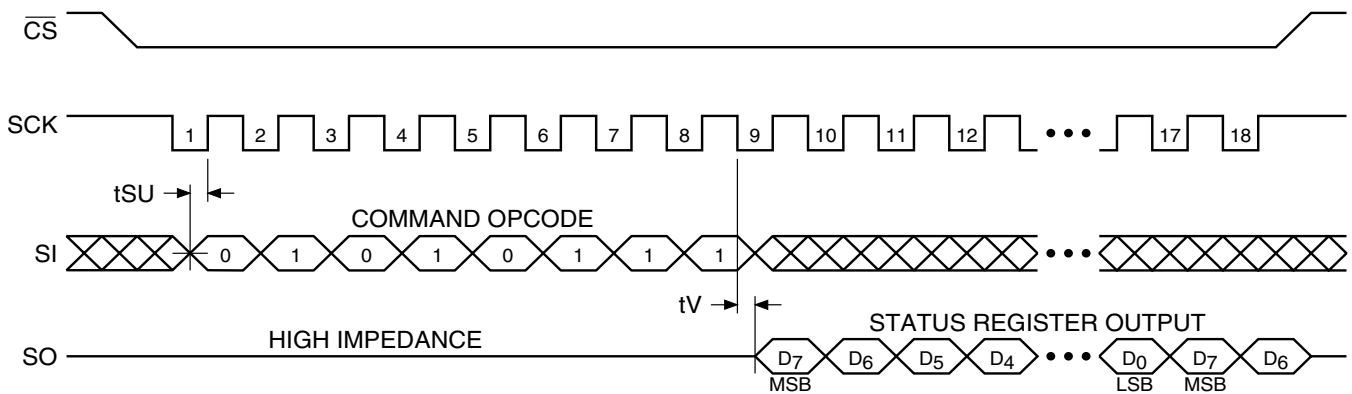 CS
SCK 1 2 3 4 5 6 7 8 9 10 11 12 17 18
tSU
COMMAND OPCODE
SI 0 1 0 1 0 1 1 1
tV
HIGH IMPEDANCE STATUS REGISTER OUTPUT
SO D7 D6 D5 D4 D0 D7 D6
MSB LSB MSB